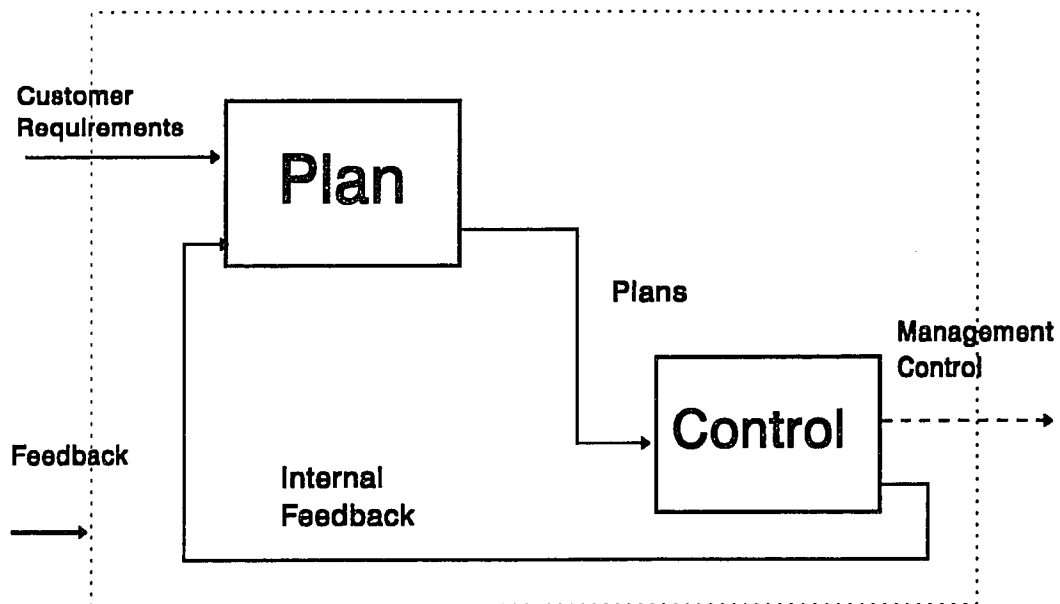 Customer
Requirements
Plan
Plans
Management
Control
Control
Feedback
Internal
Feedback